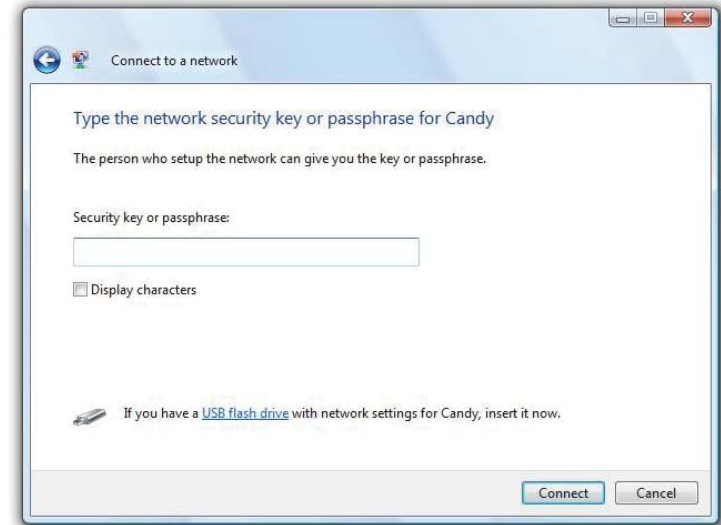 Connect to a network
Type the network security key or passphrase for Candy
The person who setup the network can give you the key or passphrase.
Security key or passphrase:
Display characters
If you have a USB flash drive with network settings for Candy, insert it now.
Connect Cancel